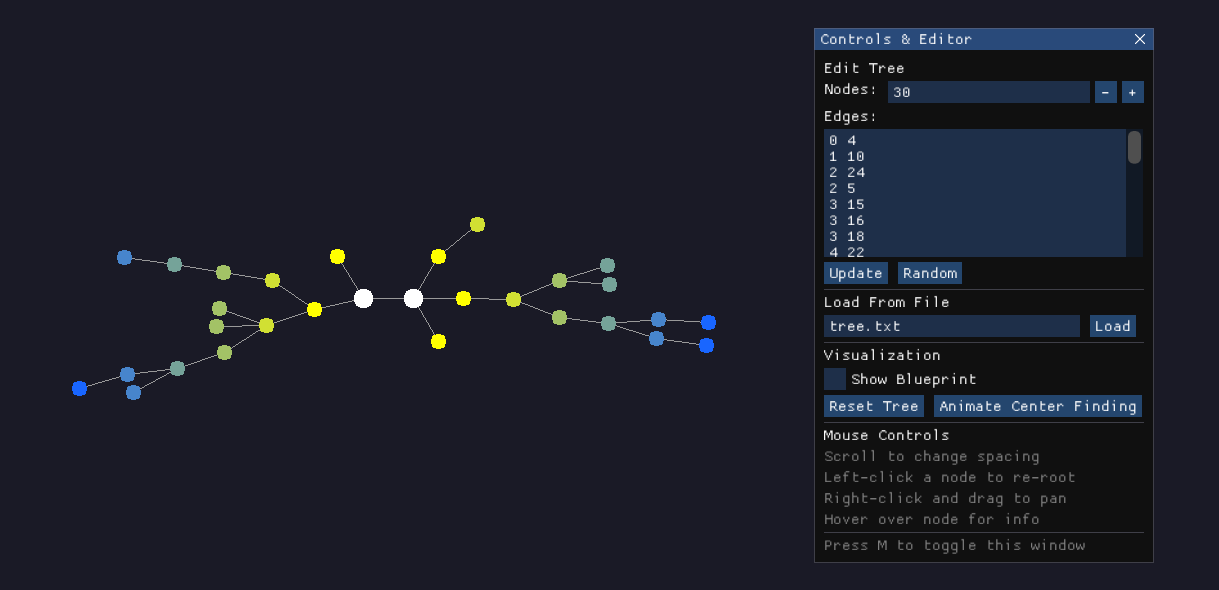 Controls & Editor
Edit Tree
Nodes: 30 - +
Edges:
0 4
1 10
2 24
2 5
3 15
3 16
3 18
4 22
Update Random
Load From File
tree.txt Load
Visualization
Show Blueprint
Reset Tree Animate Center Finding
Mouse Controls
Scroll to change spacing
Left-click a node to re-root
Right-click and drag to pan
Hover over node for info
Press M to toggle this window